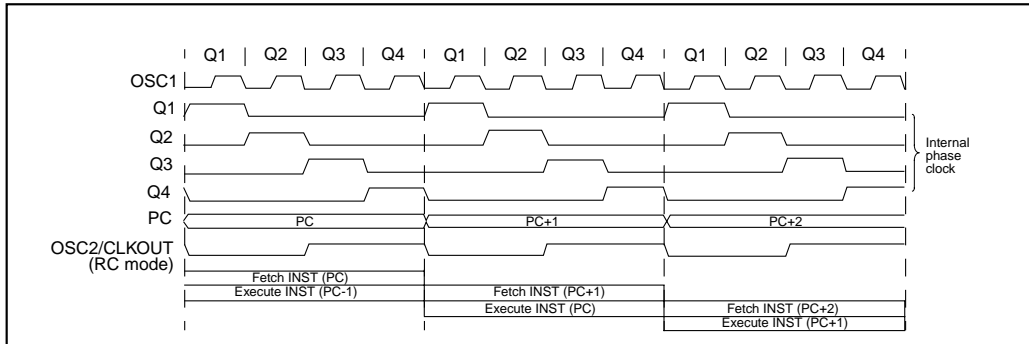 Q1 Q2 Q3 Q4 Q1 Q2 Q3 Q4 Q1 Q2 Q3 Q4
OSC1
Q1
Q2
Q3
Q4
PC
PC PC+1 PC+2
OSC2/CLKOUT
(RC mode)
Internal
phase
clock
Fetch INST (PC)
Execute INST (PC-1) Fetch INST (PC+1)
Execute INST (PC) Fetch INST (PC+2)
Execute INST (PC+1)